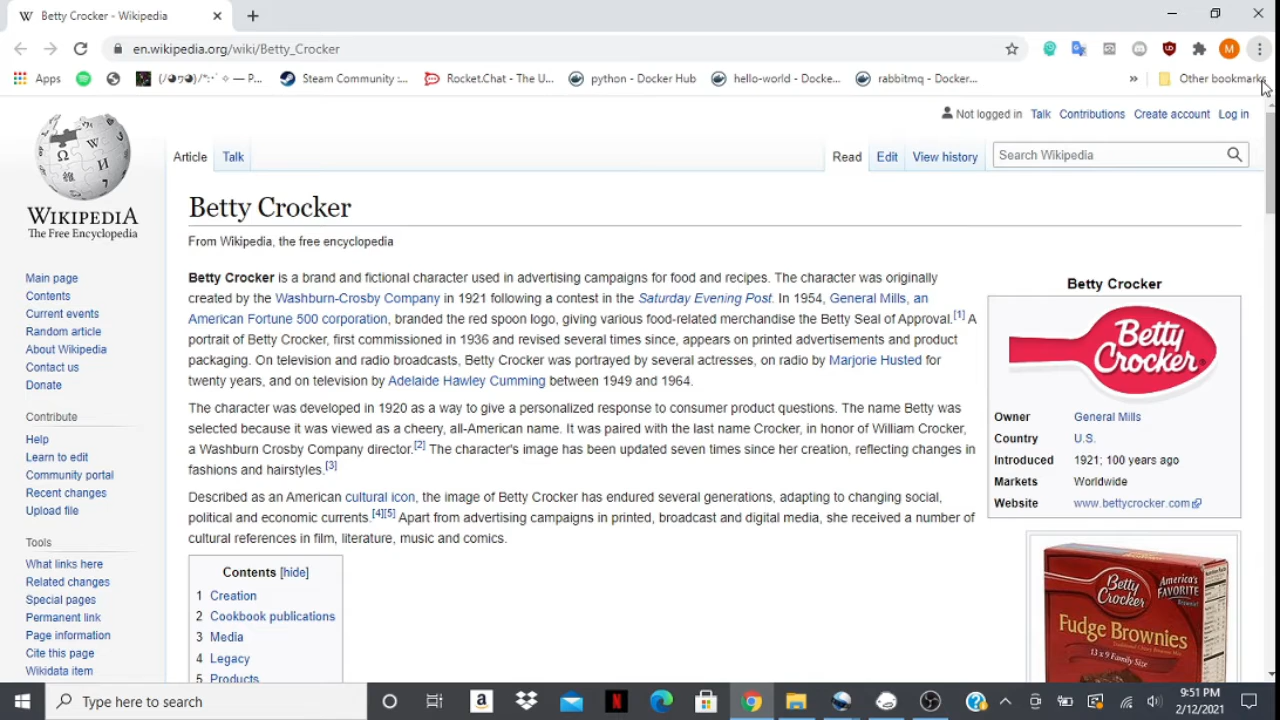 Betty Crocker - Wikipedia
en.wikipedia.org/wiki/Betty_Crocker
M
Apps
Steam Community :...
Rocket.Chat - The U...
python - Docker Hub
hello-world - Docke...
rabbitmq - Docker...
»
Other bookmarks
Not logged in Talk Contributions Create account Log in
Article Talk
Read Edit View history
Search Wikipedia
WIKIPEDIA
The Free Encyclopedia
Main page
Contents
Current events
Random article
About Wikipedia
Contact us
Donate
Contribute
Help
Learn to edit
Community portal
Recent changes
Upload file
Tools
What links here
Related changes
Special pages
Permanent link
Page information
Cite this page
Wikidata item
Betty Crocker
From Wikipedia, the free encyclopedia
Betty Crocker is a brand and fictional character used in advertising campaigns for food and recipes. The character was originally
created by the Washburn-Crosby Company in 1921 following a contest in the Saturday Evening Post. In 1954, General Mills, an
American Fortune 500 corporation, branded the red spoon logo, giving various food-related merchandise the Betty Seal of Approval.[1] A
portrait of Betty Crocker, first commissioned in 1936 and revised several times since, appears on printed advertisements and product
packaging. On television and radio broadcasts, Betty Crocker was portrayed by several actresses, on radio by Marjorie Husted for
twenty years, and on television by Adelaide Hawley Cumming between 1949 and 1964.
The character was developed in 1920 as a way to give a personalized response to consumer product questions. The name Betty was
selected because it was viewed as a cheery, all-American name. It was paired with the last name Crocker, in honor of William Crocker,
a Washburn Crosby Company director.[2] The character's image has been updated seven times since her creation, reflecting changes in
fashions and hairstyles.[3]
Described as an American cultural icon, the image of Betty Crocker has endured several generations, adapting to changing social,
political and economic currents.[4][5] Apart from advertising campaigns in printed, broadcast and digital media, she received a number of
cultural references in film, literature, music and comics.
Contents [hide]
1 Creation
2 Cookbook publications
3 Media
4 Legacy
5 Products
Betty Crocker
Betty
Crocker
Owner General Mills
Country U.S.
Introduced 1921; 100 years ago
Markets Worldwide
Website www.bettycrocker.com
Betty
Crocker
America's
FAVORITE
Fudge Brownies
13 x 9 Family Size
Type here to search
9:51 PM
2/12/2021